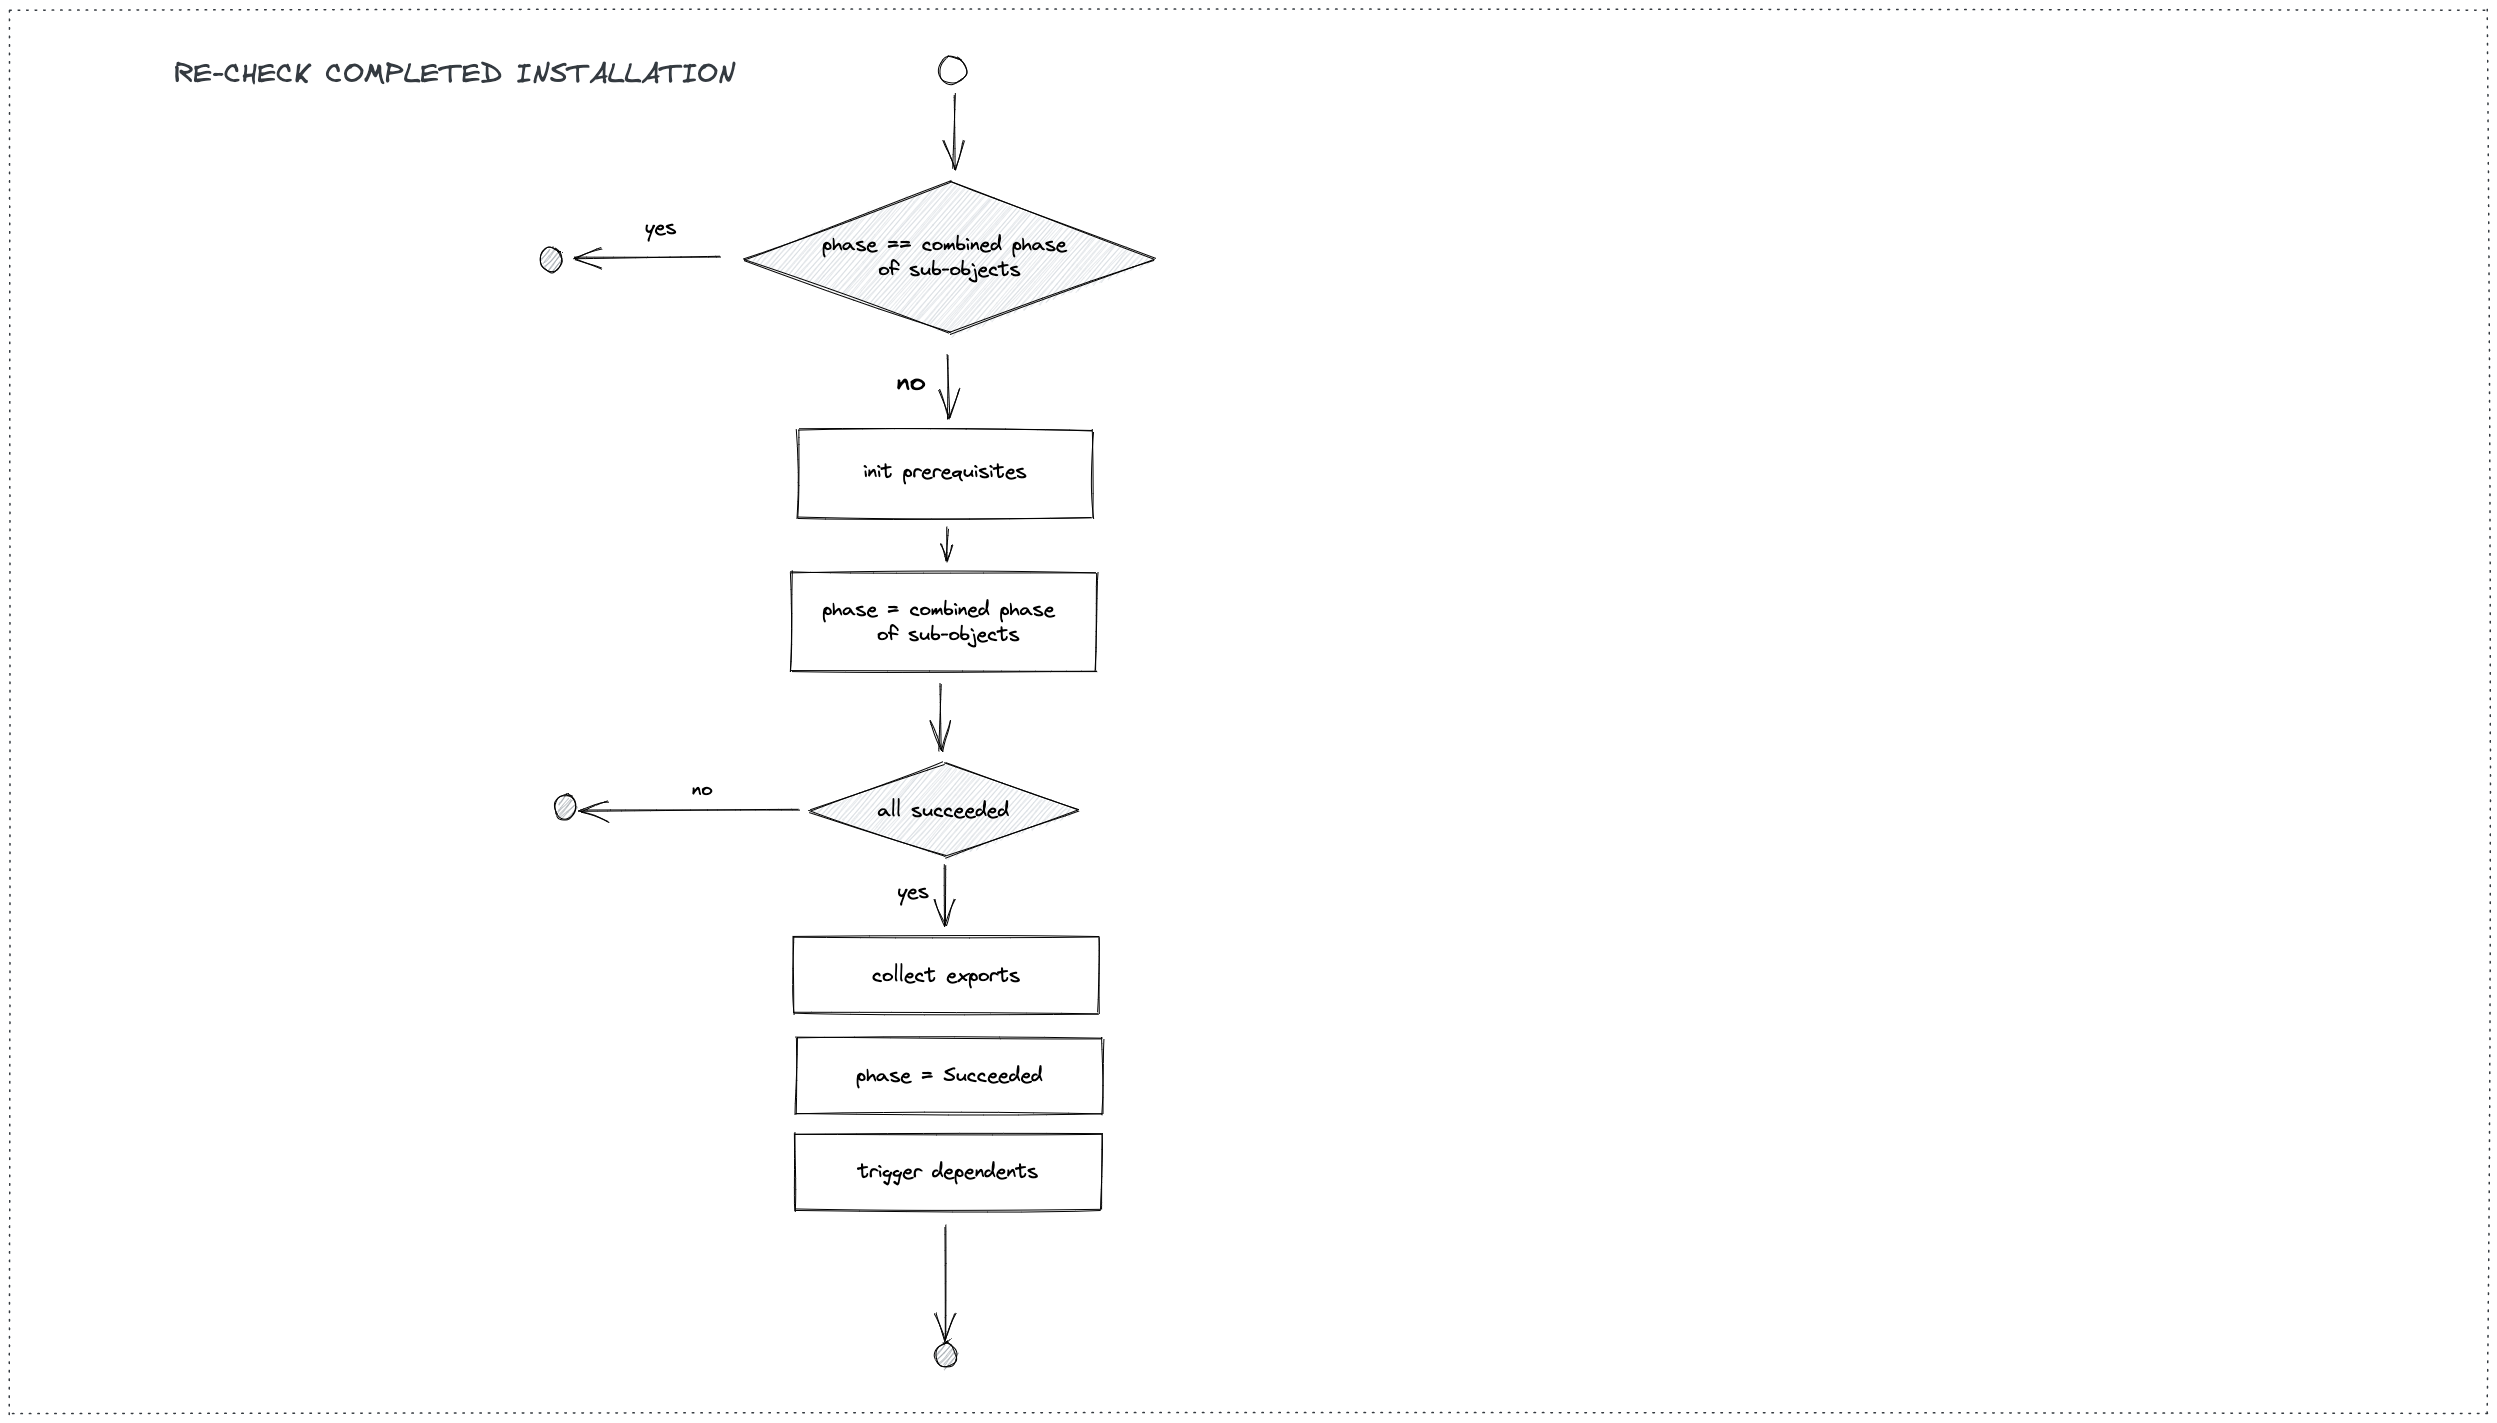 RE-CHECK COMPLETED INSTALLATION
yes
phase == combined phase
of sub-objects
no
init prerequisites
phase = combined phase
of sub-objects
no
all succeeded
yes
collect exports
phase = Succeeded
trigger dependents